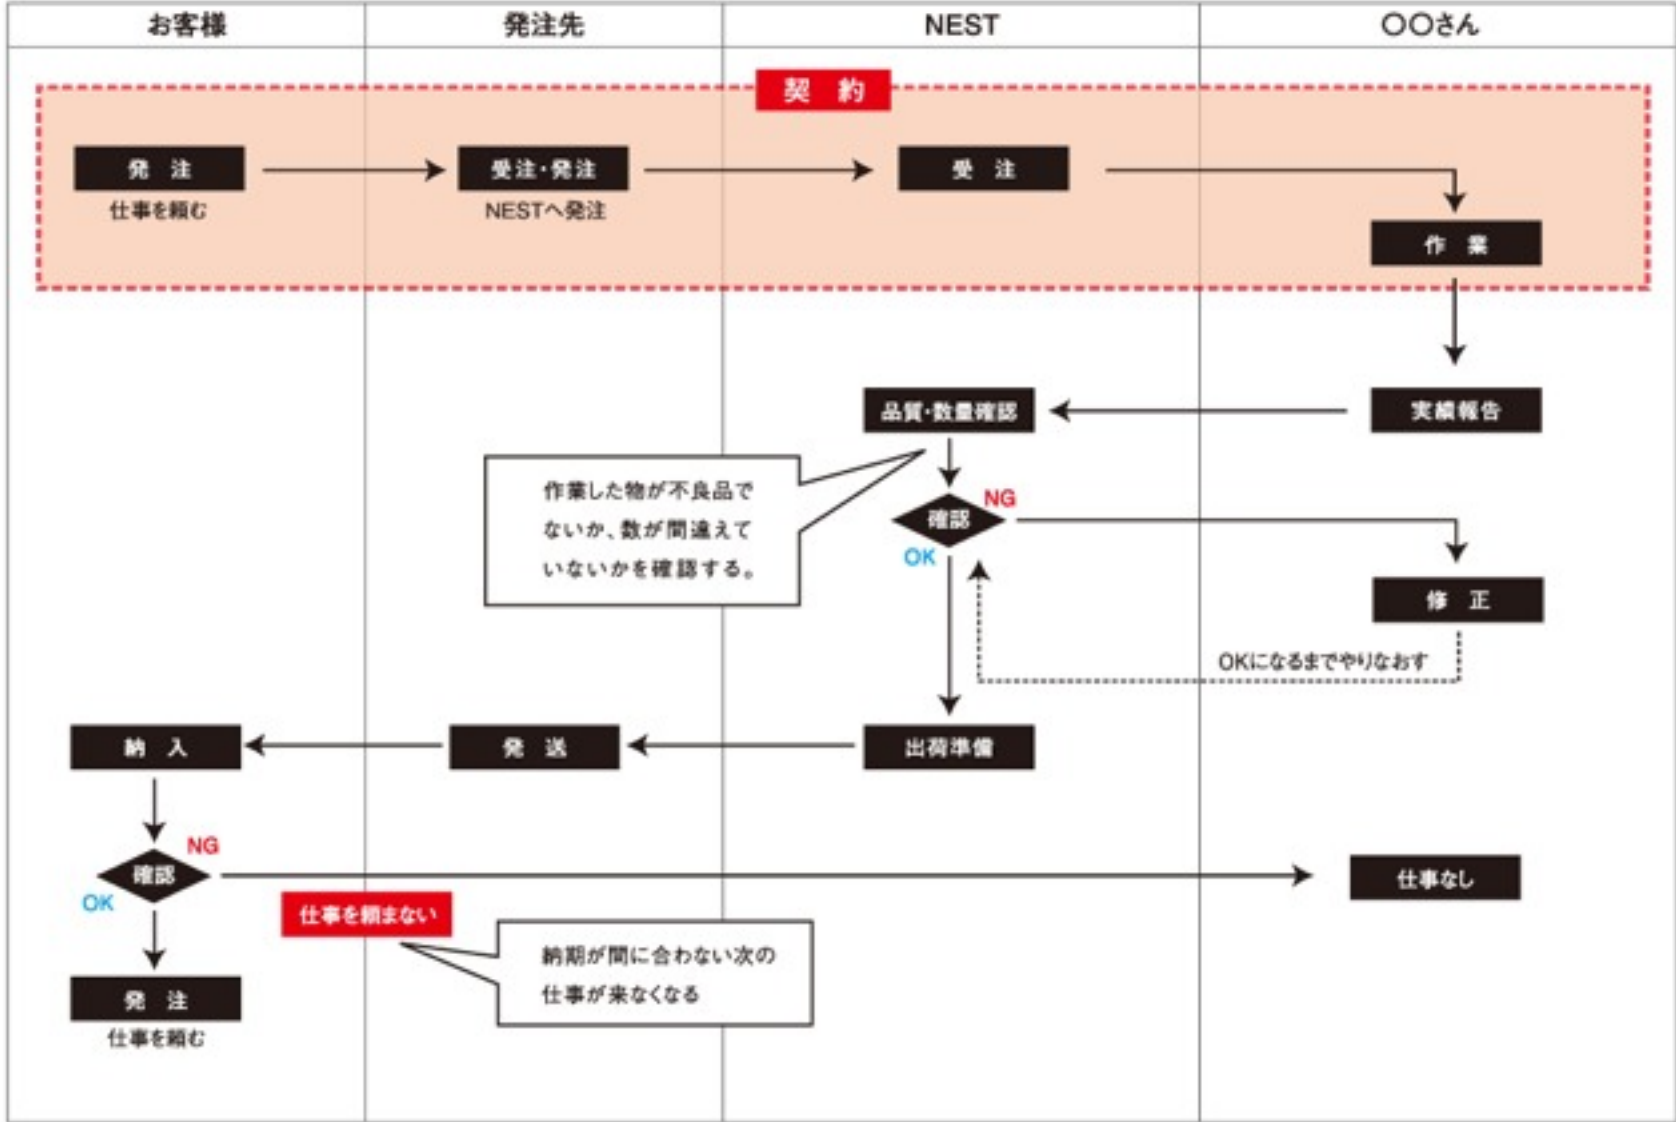 お客様
発注先
NEST
〇〇さん
契 約
発 注
受注・発注
受 注
仕事を頼む
NESTへ発注
作 業
品質・数量確認
実績報告
作業した物が不良品で
ないか、数が間違えて
いないかを確認する。
確認
NG
OK
修 正
OKになるまでやりなおす
納 入
発 送
出荷準備
確認
NG
OK
仕事なし
仕事を頼まない
納期が間に合わない次の
仕事が来なくなる
発 注
仕事を頼む